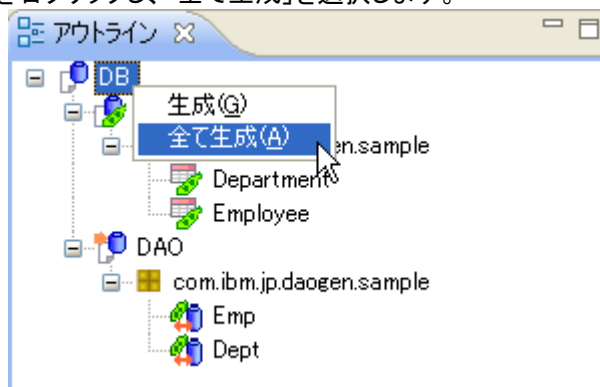 を右クリックし、「全て生成」を選択します。
アウトライン
DB
生成(G)
全て生成(A)
en.sample
Department
Employee
DAO
com.ibm.jp.daogen.sample
Emp
Dept